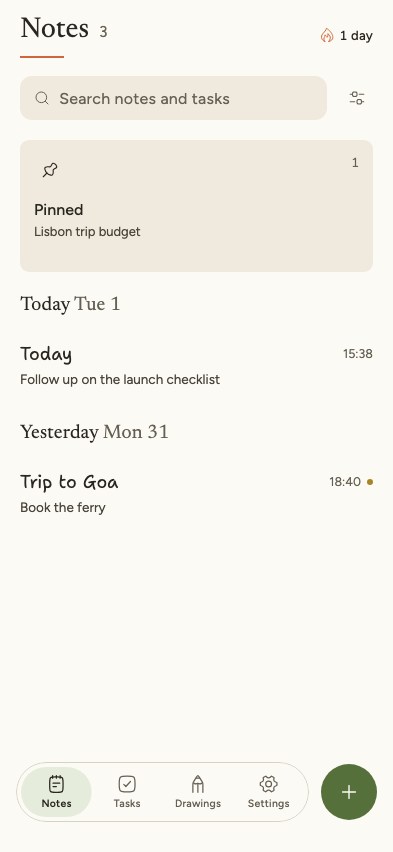 Notes 3
1 day
Search notes and tasks
1
Pinned
Lisbon trip budget
Today Tue 1
Today 15:38
Follow up on the launch checklist
Yesterday Mon 31
Trip to Goa 18:40
Book the ferry
Notes Tasks Drawings Settings